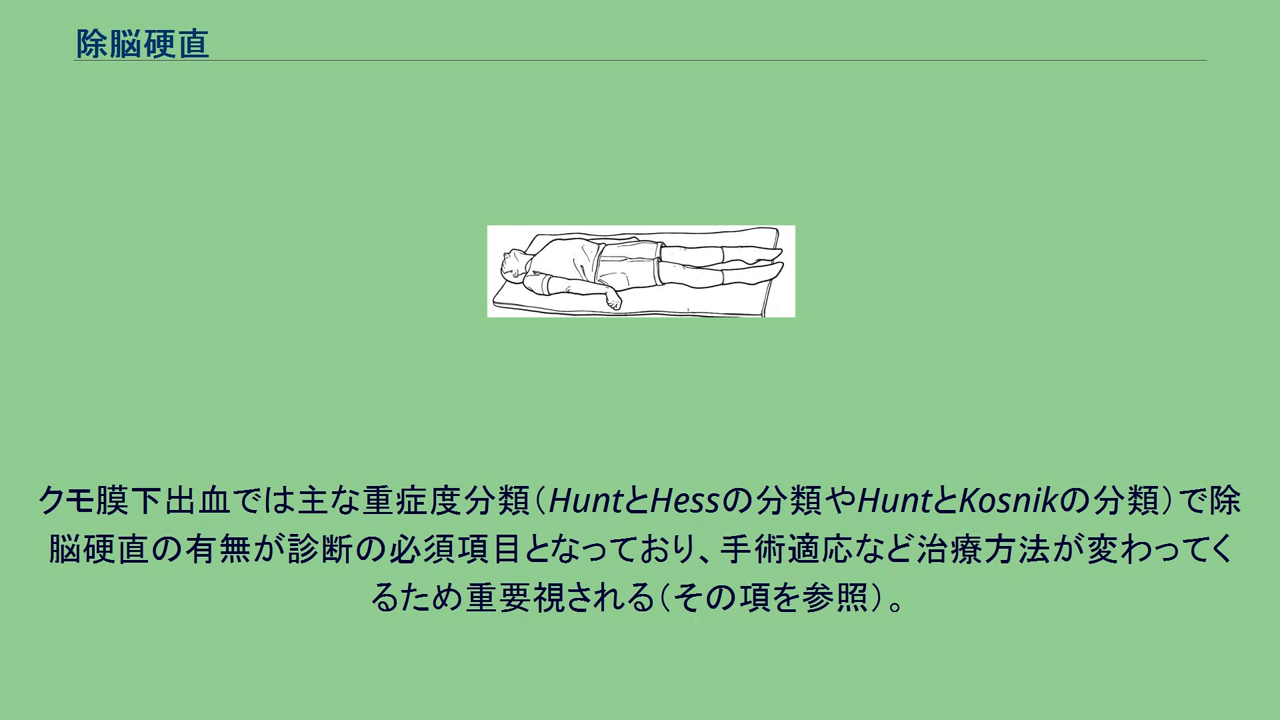 除脳硬直
クモ膜下出血では主な重症度分類（HuntとHessの分類やHuntとKosnikの分類）で除
脳硬直の有無が診断の必須項目となっており、手術適応など治療方法が変わってく
るため重要視される（その項を参照）。